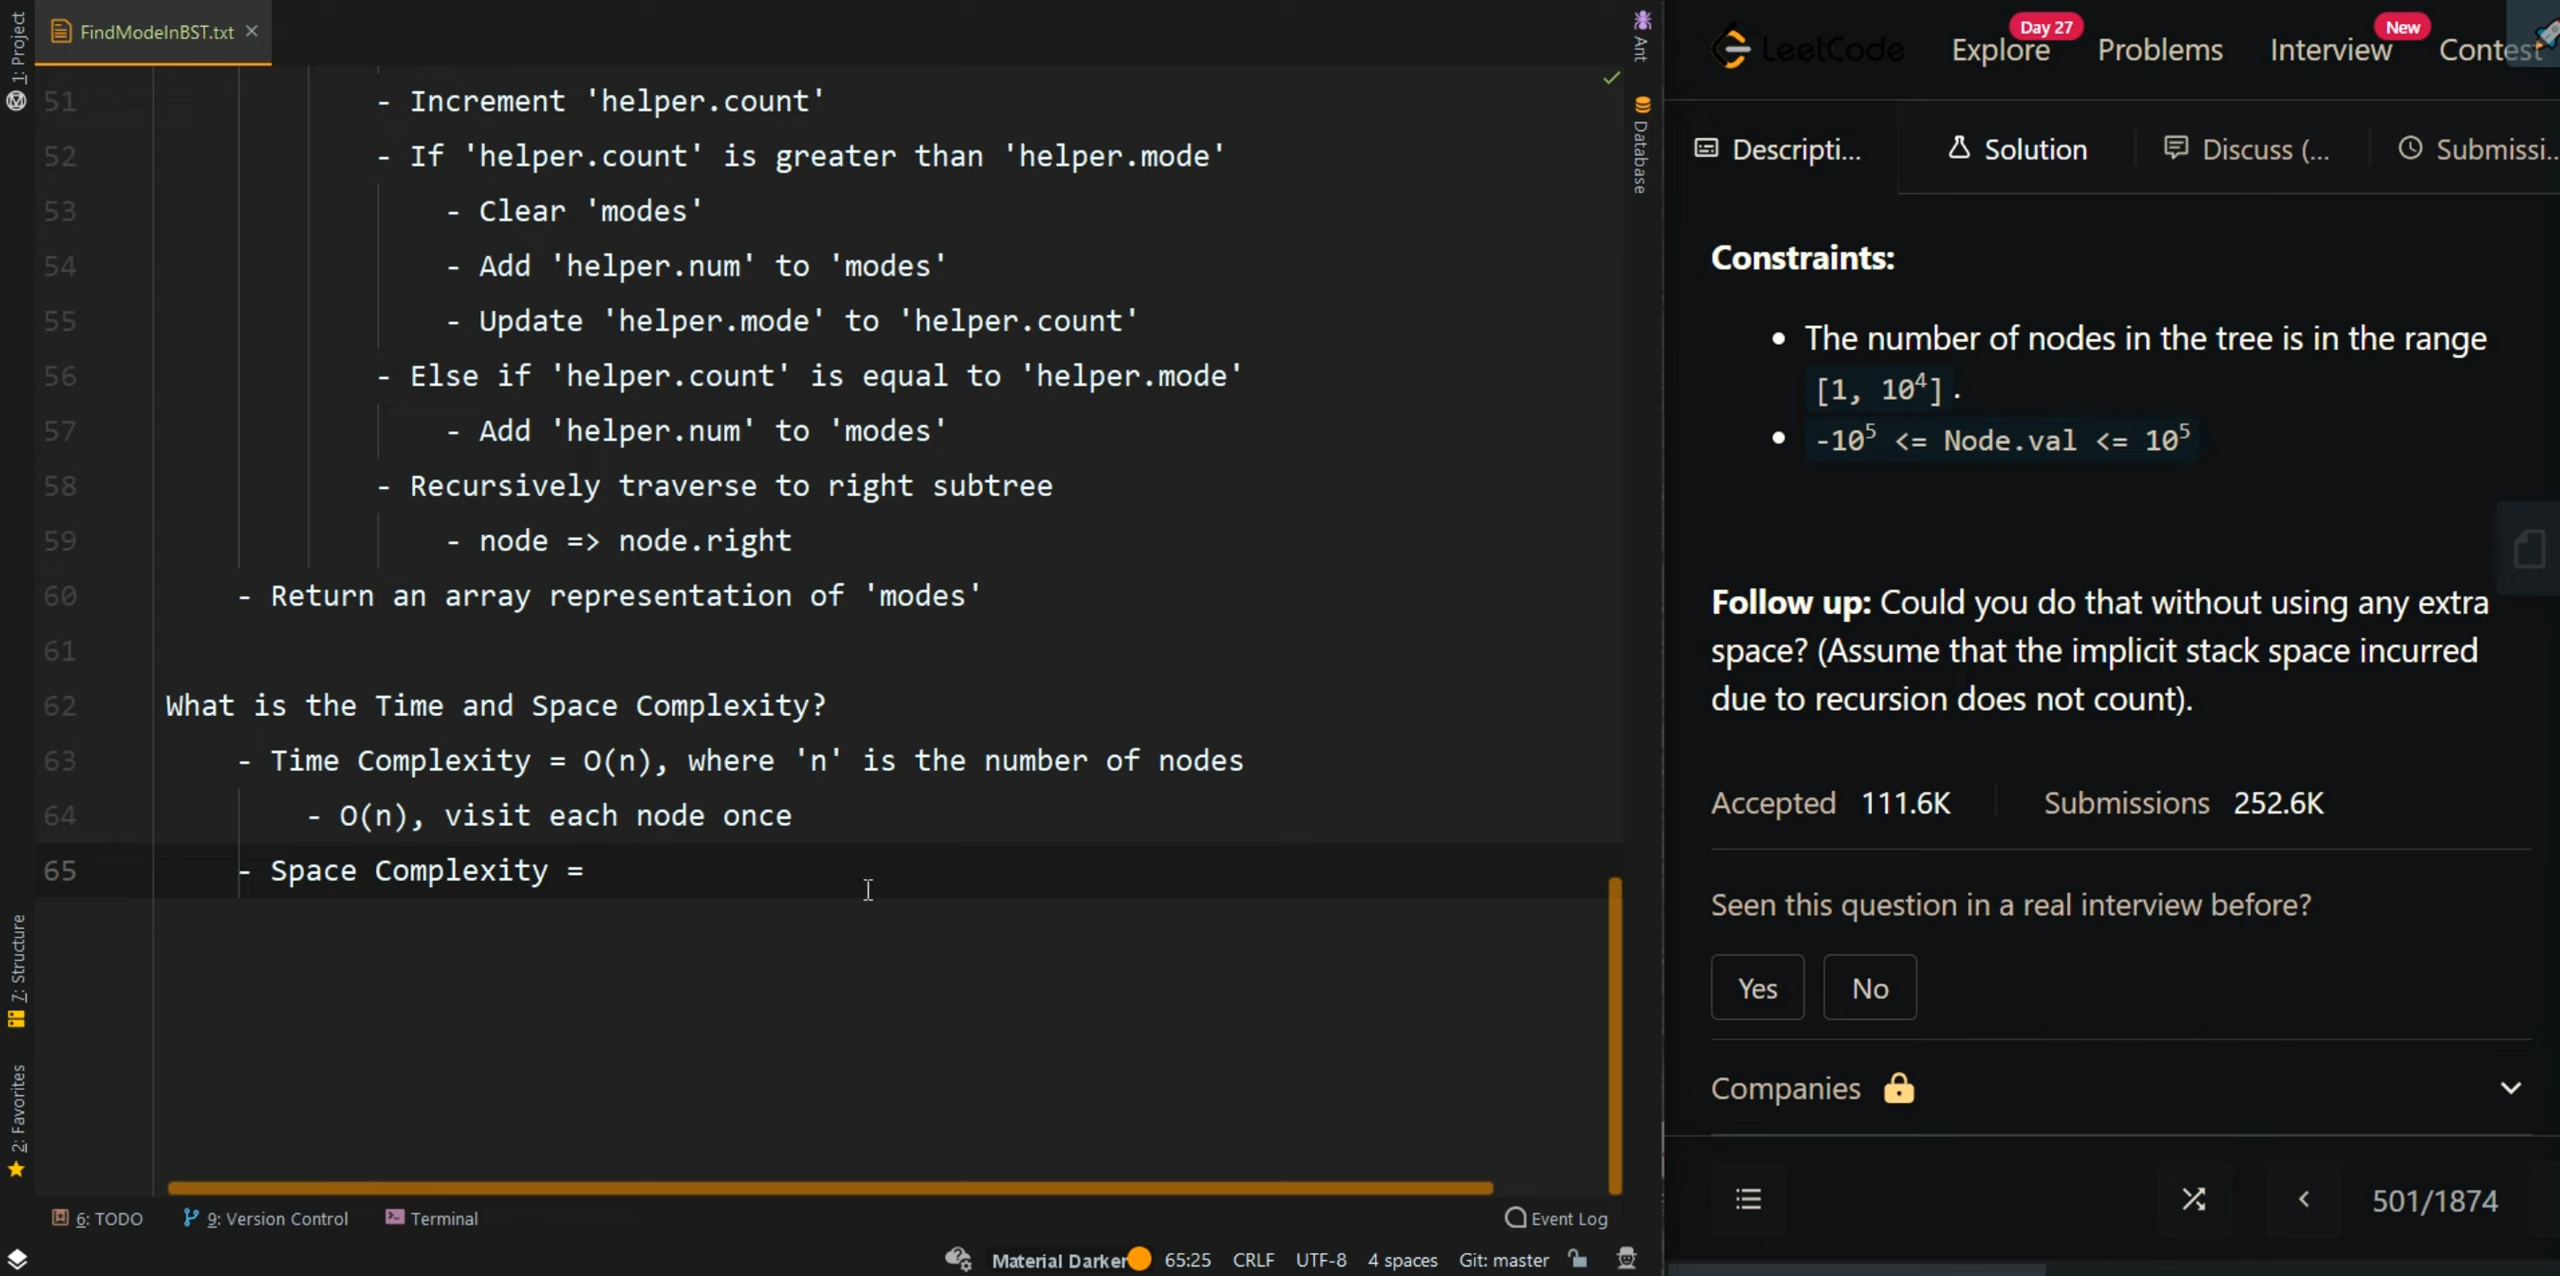 1: Project
FindModeInBST.txt
51 - Increment 'helper.count'
52 - If 'helper.count' is greater than 'helper.mode'
53 - Clear 'modes'
54 - Add 'helper.num' to 'modes'
55 - Update 'helper.mode' to 'helper.count'
56 - Else if 'helper.count' is equal to 'helper.mode'
57 - Add 'helper.num' to 'modes'
58 - Recursively traverse to right subtree
59 - node => node.right
60 - Return an array representation of 'modes'
61
62 What is the Time and Space Complexity?
63 - Time Complexity = O(n), where 'n' is the number of nodes
64 - O(n), visit each node once
65 - Space Complexity =
7: Structure
2: Favorites
Ant
Database
6: TODO 9: Version Control Terminal Event Log
Material Darker 65:25 CRLF UTF-8 4 spaces Git: master
LeetCode Explore Day 27 Problems Interview New Contest
Descripti... Solution Discuss (... Submissi...
Constraints:
• The number of nodes in the tree is in the range
[1, 10⁴].
• -10⁵ <= Node.val <= 10⁵
Follow up: Could you do that without using any extra
space? (Assume that the implicit stack space incurred
due to recursion does not count).
Accepted 111.6K Submissions 252.6K
Seen this question in a real interview before?
Yes No
Companies
501/1874